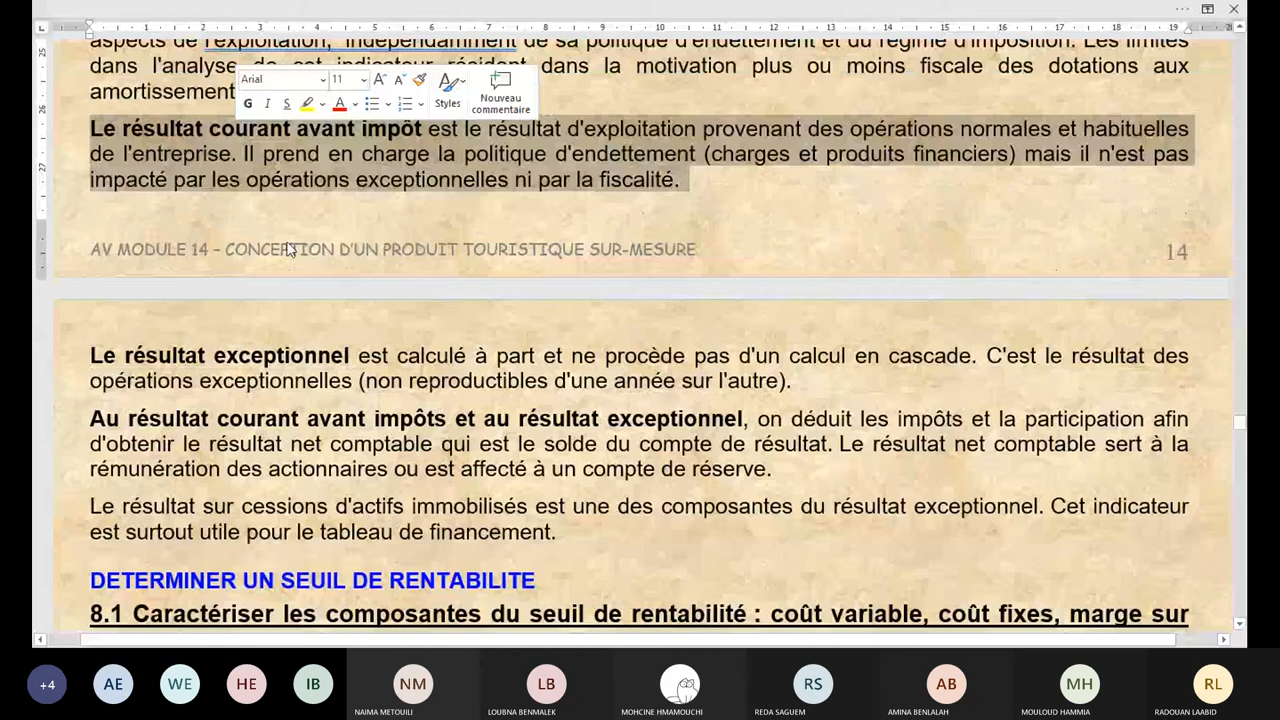 aspects de l'exploitation, indépendamment de sa politique d'endettement et du régime d'imposition. Les limites
dans l'analyse de cet indicateur résident dans la motivation plus ou moins fiscale des dotations aux
amortissement
Arial 11
Styles
Nouveau
commentaire
Le résultat courant avant impôt est le résultat d'exploitation provenant des opérations normales et habituelles
de l'entreprise. Il prend en charge la politique d'endettement (charges et produits financiers) mais il n'est pas
impacté par les opérations exceptionnelles ni par la fiscalité.
AV MODULE 14 – CONCEPTION D'UN PRODUIT TOURISTIQUE SUR-MESURE 14
Le résultat exceptionnel est calculé à part et ne procède pas d'un calcul en cascade. C'est le résultat des
opérations exceptionnelles (non reproductibles d'une année sur l'autre).
Au résultat courant avant impôts et au résultat exceptionnel, on déduit les impôts et la participation afin
d'obtenir le résultat net comptable qui est le solde du compte de résultat. Le résultat net comptable sert à la
rémunération des actionnaires ou est affecté à un compte de réserve.
Le résultat sur cessions d'actifs immobilisés est une des composantes du résultat exceptionnel. Cet indicateur
est surtout utile pour le tableau de financement.
DETERMINER UN SEUIL DE RENTABILITE
8.1 Caractériser les composantes du seuil de rentabilité : coût variable, coût fixes, marge sur
+4 AE WE HE IB NM LB RS AB MH RL
NAIMA METOUILI LOUBNA BENMALEK MOHCINE HMAMOUCHI REDA SAGUEM AMINA BENLALAH MOULOUD HAMMIA RADOUAN LAABID